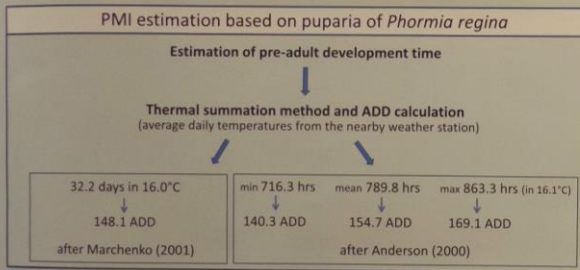 PMI estimation based on puparia of Phormia regina
Estimation of pre-adult development time
Thermal summation method and ADD calculation
(average daily temperatures from the nearby weather station)
32.2 days in 16.0°C
148.1 ADD
after Marchenko (2001)
min 716.3 hrs mean 789.8 hrs max 863.3 hrs (in 16.1°C)
140.3 ADD 154.7 ADD 169.1 ADD
after Anderson (2000)